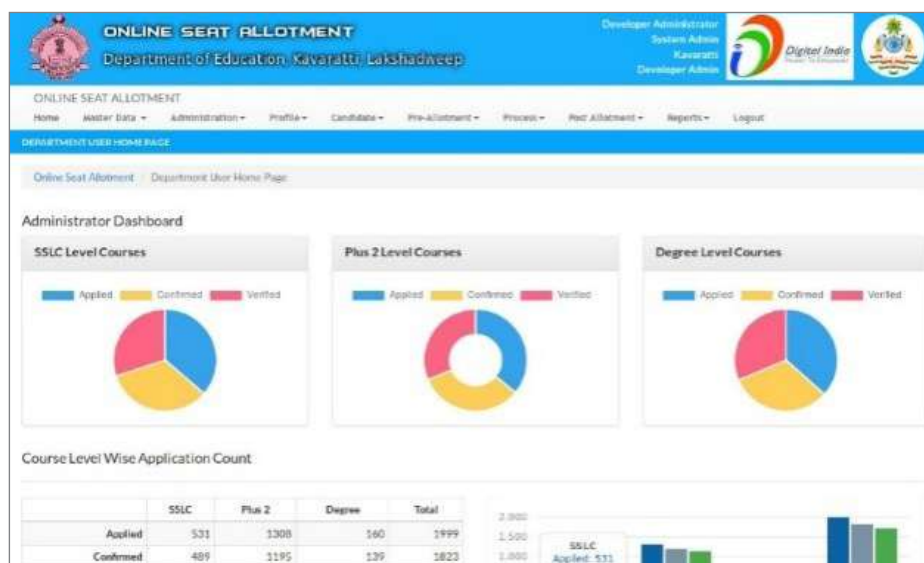 ONLINE SEAT ALLOTMENT
Department of Education, Kavaratti, Lakshadweep
Developer Administrator
System Admin
Kavaratti
Developer Admin
Digital India
ONLINE SEAT ALLOTMENT
Home Master Data Administration Profile Candidate Pre-Allotment Process Post Allotment Reports Logout
DEPARTMENT USER HOME PAGE
Online Seat Allotment / Department User Home Page
Administrator Dashboard
SSLC Level Courses Plus 2 Level Courses Degree Level Courses
Applied Confirmed Verified Applied Confirmed Verified Applied Confirmed Verified
Course Level Wise Application Count
SSLC Plus 2 Degree Total
Applied 531 1308 160 1999
Confirmed 489 1195 139 1823
2,000
1,500
1,000
SSLC
Applied: 531